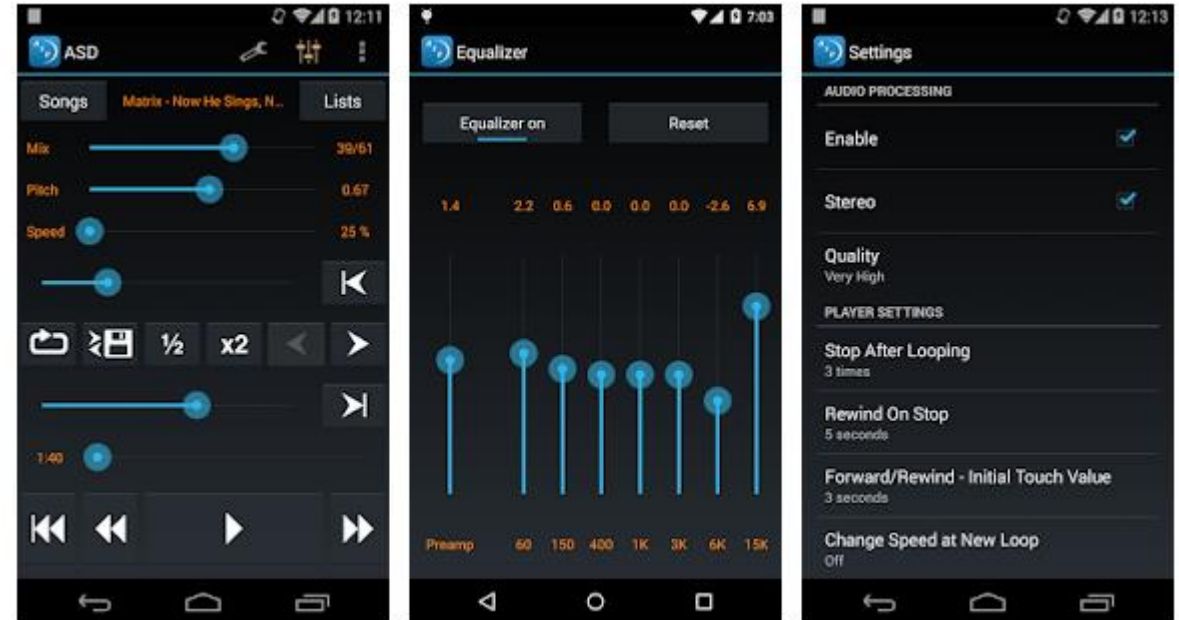 12:11
ASD
Songs Matrix - Now He Sings, N... Lists
Mix 39/61
Pitch 0.67
Speed 25 %
½ x2
1:40
7:03
Equalizer
Equalizer on Reset
1.4 2.2 0.6 0.0 0.0 0.0 -2.6 6.9
Preamp 60 150 400 1K 3K 6K 15K
12:13
Settings
AUDIO PROCESSING
Enable
Stereo
Quality
Very High
PLAYER SETTINGS
Stop After Looping
3 times
Rewind On Stop
5 seconds
Forward/Rewind - Initial Touch Value
3 seconds
Change Speed at New Loop
Off